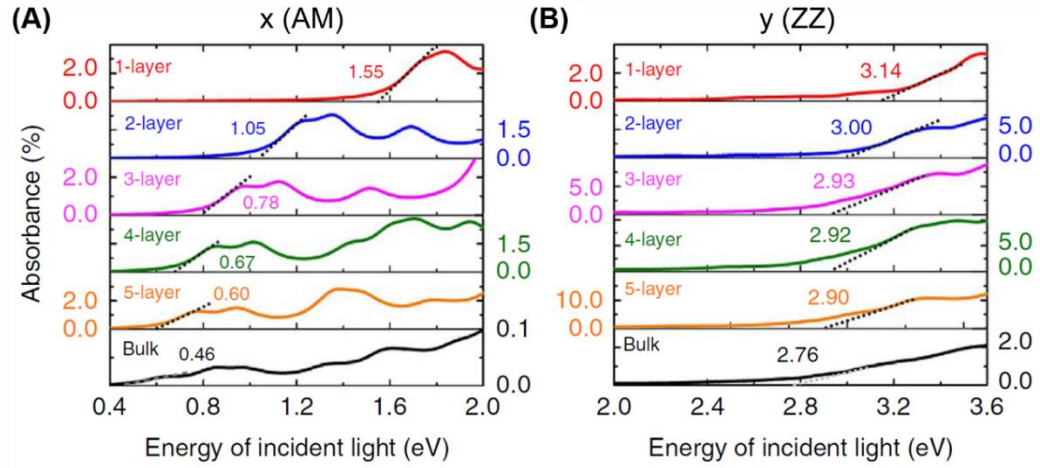 (A) x (AM)
Absorbance (%)
2.0
0.0
1-layer
1.55
2-layer
1.05
1.5
0.0
2.0
0.0
3-layer
0.78
4-layer
0.67
1.5
0.0
2.0
0.0
5-layer
0.60
0.1
Bulk
0.46
0.0
0.4 0.8 1.2 1.6 2.0
Energy of incident light (eV)
(B) y (ZZ)
2.0
0.0
1-layer
3.14
2-layer
3.00
5.0
0.0
5.0
0.0
3-layer
2.93
4-layer
2.92
5.0
0.0
10.0
0.0
5-layer
2.90
Bulk
2.76
2.0
0.0
2.0 2.4 2.8 3.2 3.6
Energy of incident light (eV)